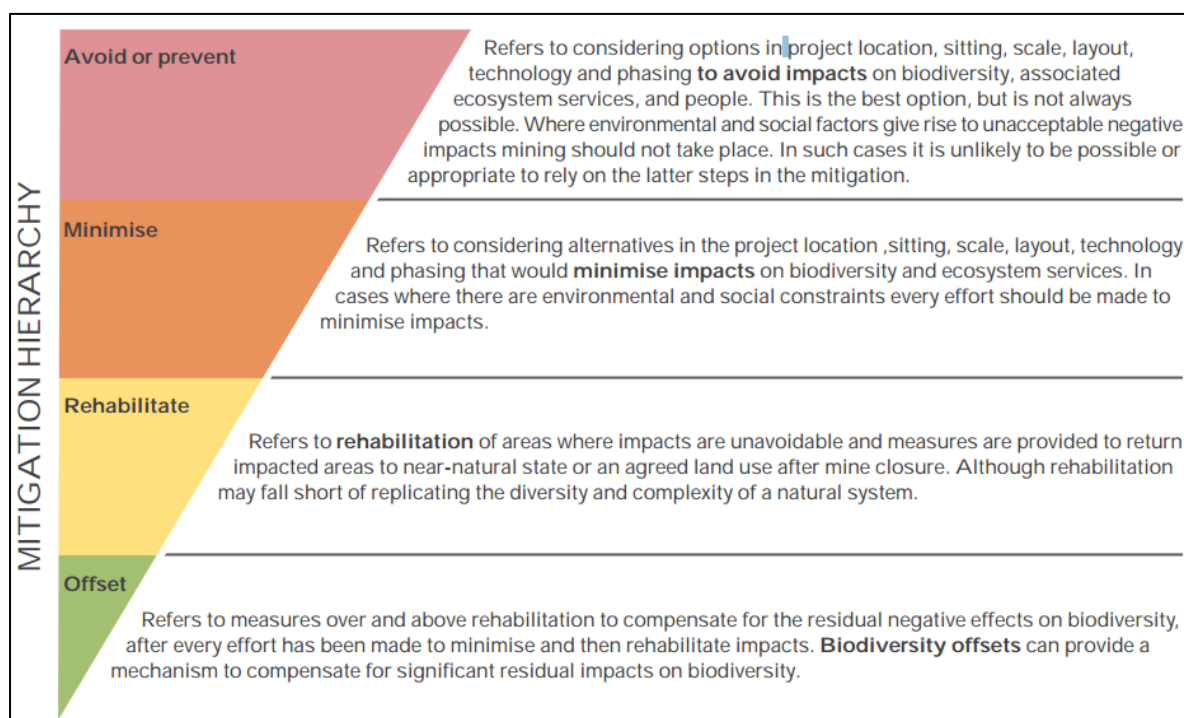 MITIGATION HIERARCHY
Avoid or prevent
Refers to considering options in project location, sitting, scale, layout,
technology and phasing to avoid impacts on biodiversity, associated
ecosystem services, and people. This is the best option, but is not always
possible. Where environmental and social factors give rise to unacceptable negative
impacts mining should not take place. In such cases it is unlikely to be possible or
appropriate to rely on the latter steps in the mitigation.
Minimise
Refers to considering alternatives in the project location ,sitting, scale, layout, technology
and phasing that would minimise impacts on biodiversity and ecosystem services. In
cases where there are environmental and social constraints every effort should be made to
minimise impacts.
Rehabilitate
Refers to rehabilitation of areas where impacts are unavoidable and measures are provided to return
impacted areas to near-natural state or an agreed land use after mine closure. Although rehabilitation
may fall short of replicating the diversity and complexity of a natural system.
Offset
Refers to measures over and above rehabilitation to compensate for the residual negative effects on biodiversity,
after every effort has been made to minimise and then rehabilitate impacts. Biodiversity offsets can provide a
mechanism to compensate for significant residual impacts on biodiversity.